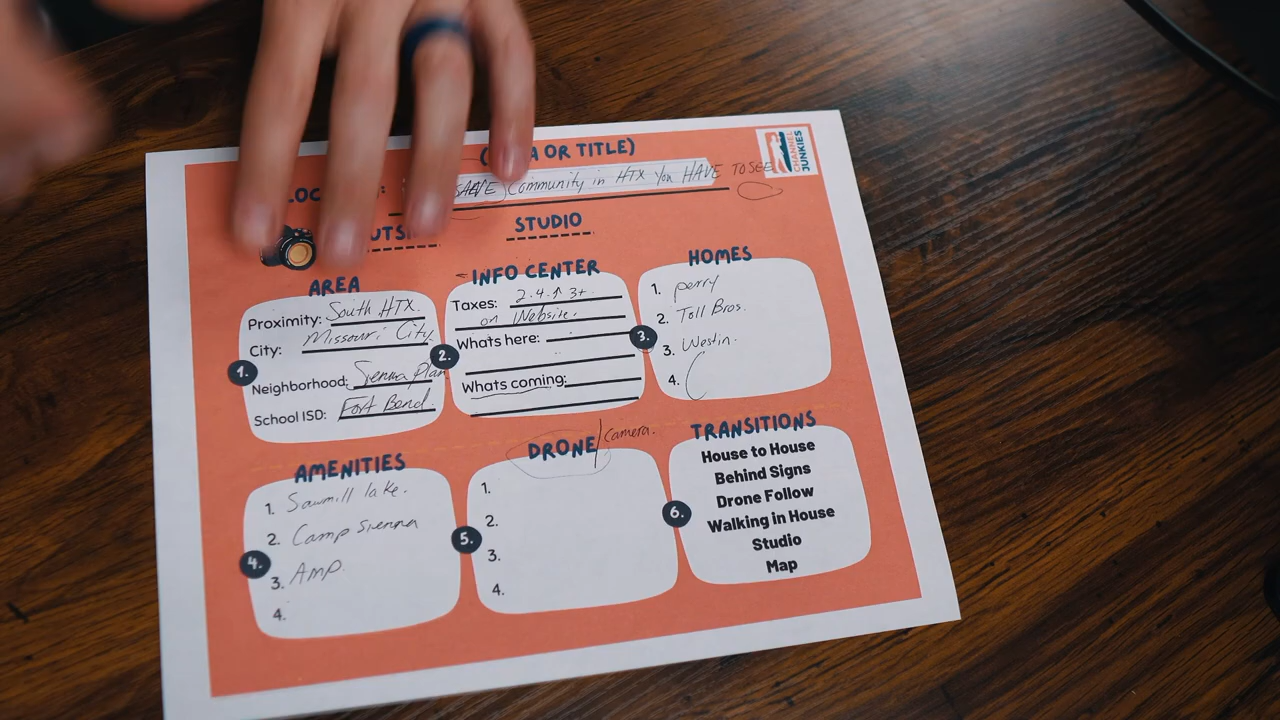 OR TITLE)
CHANNEL
JUNKIES
LOC
Community in HTX You HAVE TO SEE
STUDIO
AREA
Proximity: South HTX.
City: Missouri City
1.
Neighborhood: Sienna Plan
School ISD: Fort Bend.
INFO CENTER
Taxes: 2.4.↑ 3+.
on Website.
2.
Whats here:
Whats coming:
HOMES
1. perry
2. Toll Bros.
3.
3. Westin.
4.
AMENITIES
1. Sawmill lake.
2. Camp Sienna
4.
3. Amp.
4.
DRONE/camera.
1.
2.
5.
3.
4.
TRANSITIONS
House to House
Behind Signs
Drone Follow
6.
Walking in House
Studio
Map